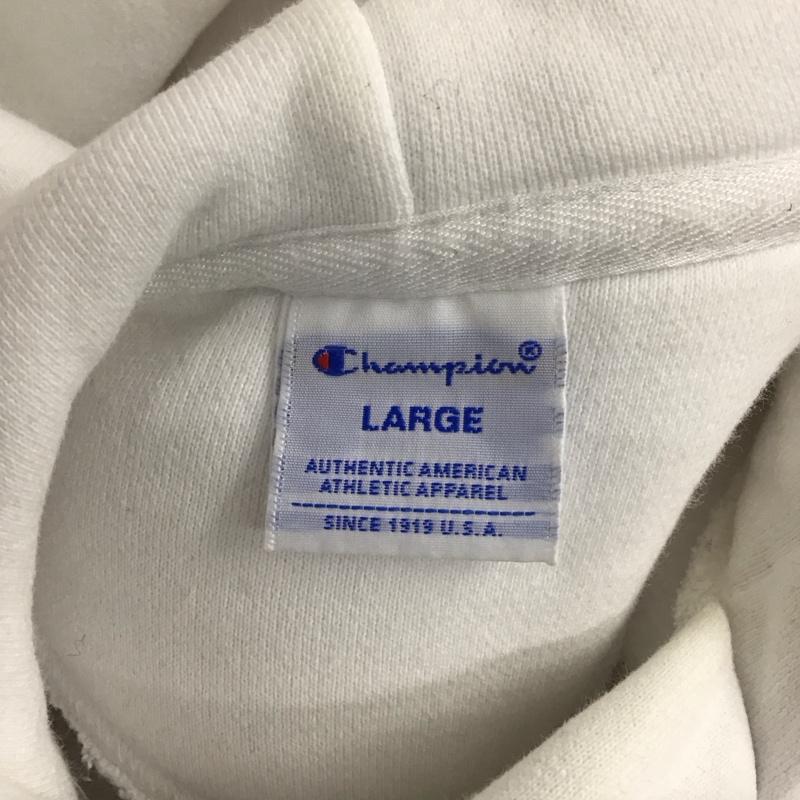 Champion®
LARGE
AUTHENTIC AMERICAN
ATHLETIC APPAREL
SINCE 1919 U.S.A.